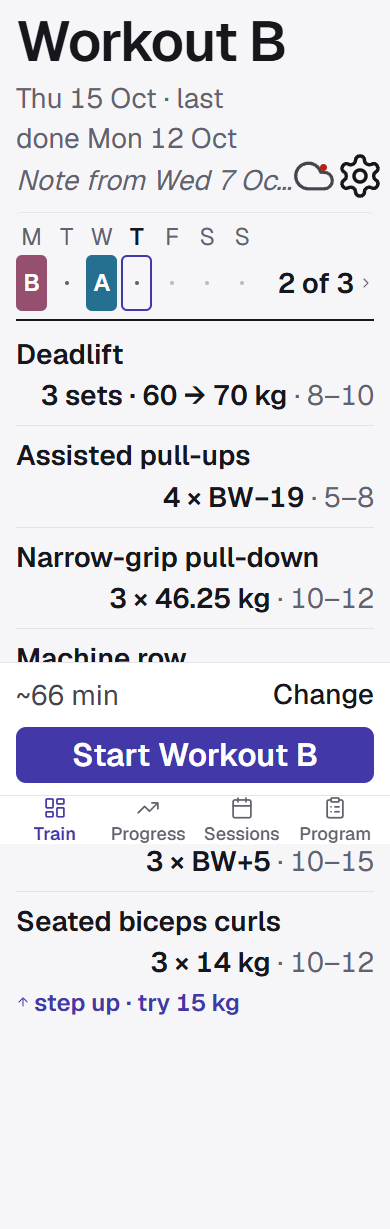 Workout B
Thu 15 Oct · last
done Mon 12 Oct
Note from Wed 7 Oc...
M T W T F S S
B · A · · · · 2 of 3 ›
Deadlift
3 sets · 60 → 70 kg · 8–10
Assisted pull-ups
4 × BW−19 · 5–8
Narrow-grip pull-down
3 × 46.25 kg · 10–12
Machine row
~66 min Change
Start Workout B
Train Progress Sessions Program
3 × BW+5 · 10–15
Seated biceps curls
3 × 14 kg · 10–12
↑ step up · try 15 kg